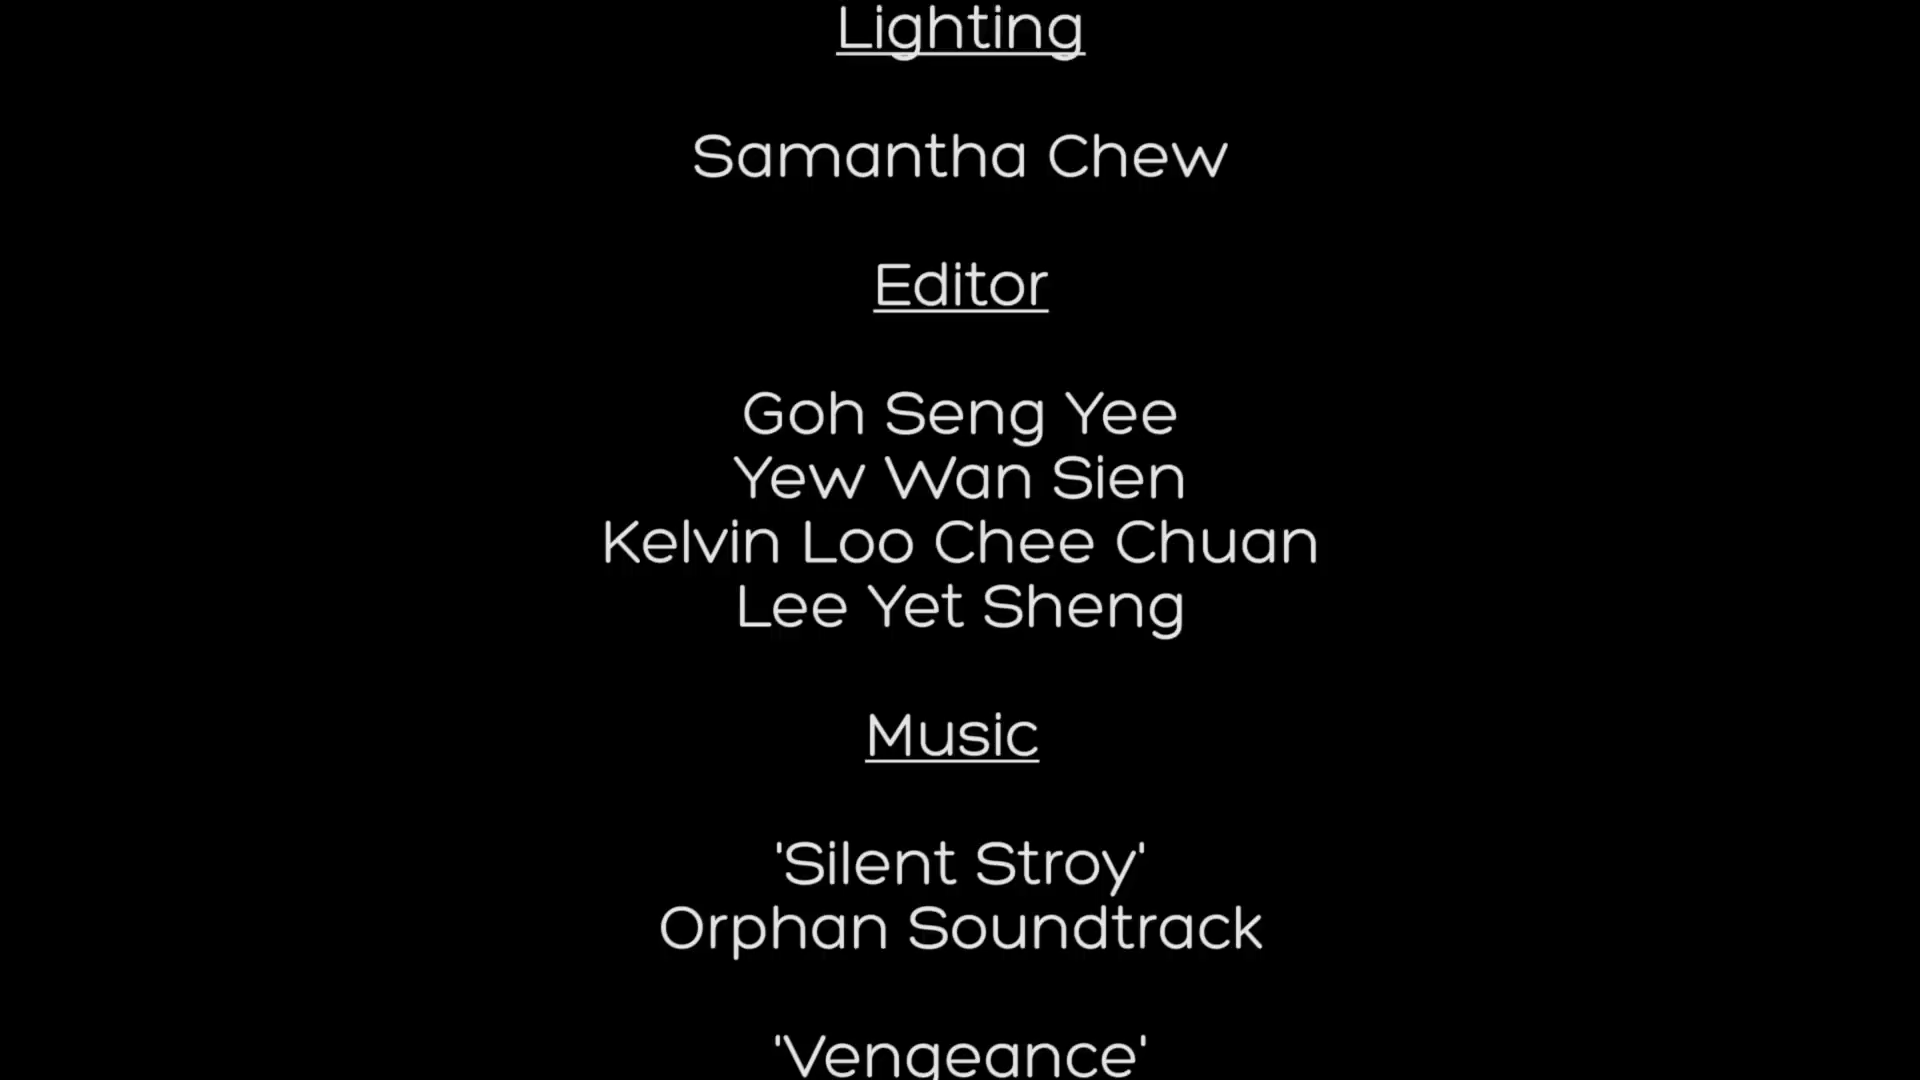 Lighting
Samantha Chew
Editor
Goh Seng Yee
Yew Wan Sien
Kelvin Loo Chee Chuan
Lee Yet Sheng
Music
'Silent Stroy'
Orphan Soundtrack
'Vengeance'